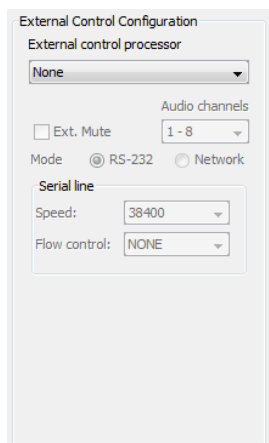 External Control Configuration
External control processor
None
Audio channels
Ext. Mute 1 - 8
Mode RS-232 Network
Serial line
Speed: 38400
Flow control: NONE